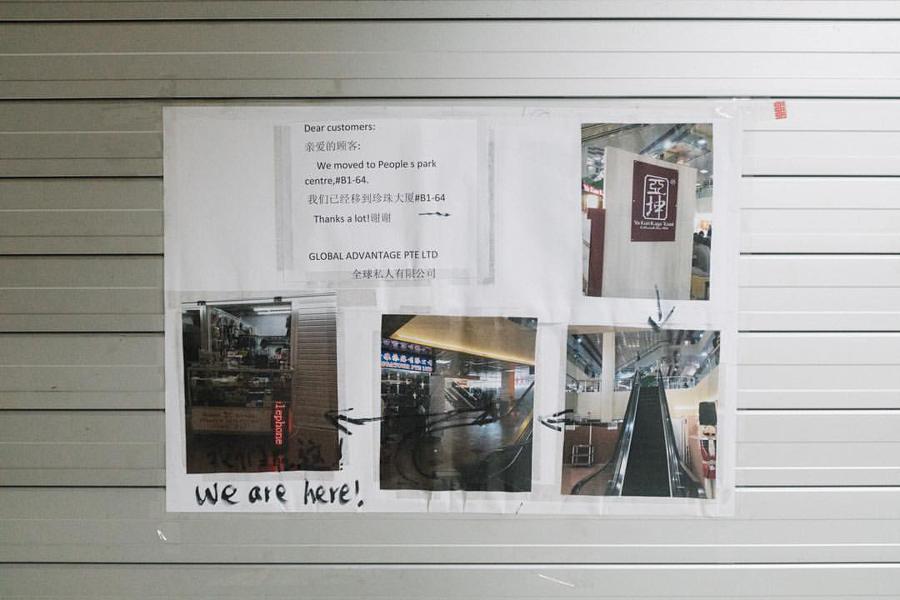 Dear customers:
亲爱的顾客:
We moved to People s park
centre,#B1-64.
我们已经移到珍珠大厦#B1-64
Thanks a lot!谢谢
GLOBAL ADVANTAGE PTE LTD
全球私人有限公司
亞坤
Ya Kun Kaya Toast
elephone
我们在这!
We are here!